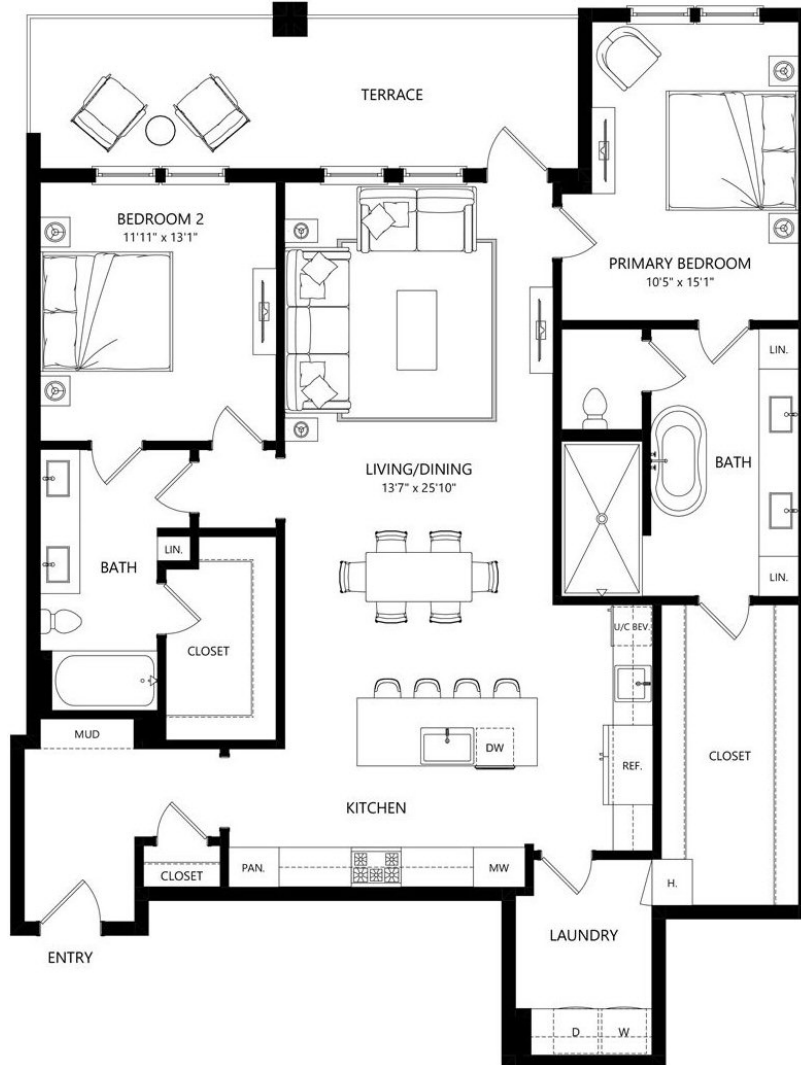 TERRACE
BEDROOM 2
11'11" x 13'1"
PRIMARY BEDROOM
10'5" x 15'1"
LIN.
LIVING/DINING
13'7" x 25'10"
BATH
LIN.
BATH
LIN.
U/C BEV.
CLOSET
MUD
DW
REF.
CLOSET
KITCHEN
PAN.
MW
CLOSET
H.
LAUNDRY
ENTRY
D
W